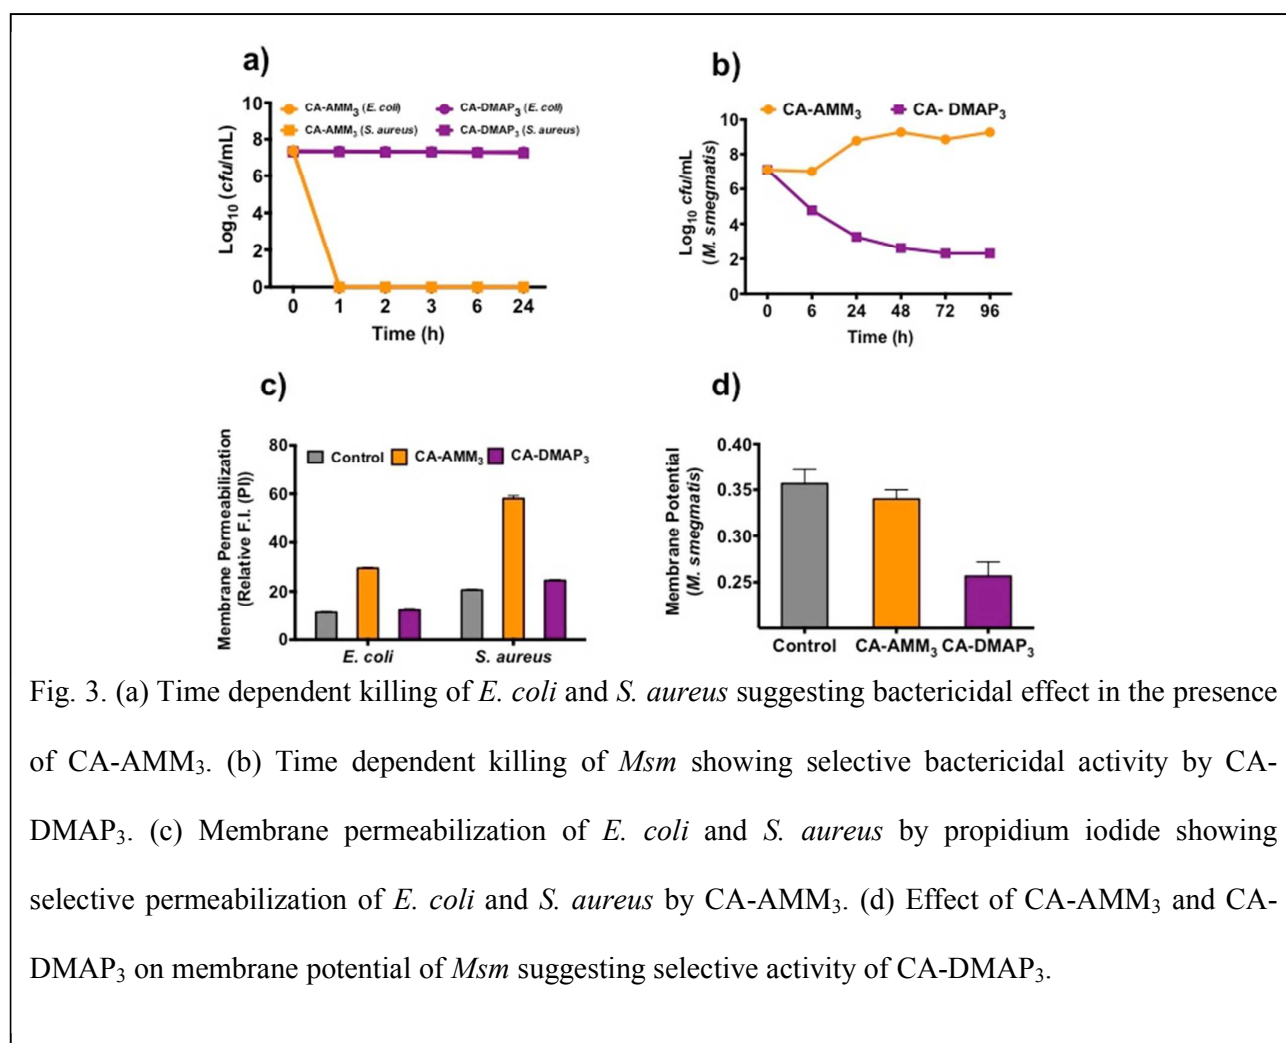 a)
CA-AMM₃ (E. coli)
CA-DMAP₃ (E. coli)
CA-AMM₃ (S. aureus)
CA-DMAP₃ (S. aureus)
Log₁₀ (cfu/mL)
10
8
6
4
2
0
0 1 2 3 6 24
Time (h)
b)
CA-AMM₃ CA- DMAP₃
Log₁₀ cfu/mL
(M. smegmatis)
10
8
6
4
2
0
0 6 24 48 72 96
Time (h)
c)
Membrane Permeabilization
(Relative F.I. (PI))
80
60
40
20
0
Control CA-AMM₃ CA-DMAP₃
E. coli S. aureus
d)
Membrane Potential
(M. smegmatis)
0.40
0.35
0.30
0.25
Control CA-AMM₃ CA-DMAP₃
Fig. 3. (a) Time dependent killing of E. coli and S. aureus suggesting bactericidal effect in the presence
of CA-AMM₃. (b) Time dependent killing of Msm showing selective bactericidal activity by CA-
DMAP₃. (c) Membrane permeabilization of E. coli and S. aureus by propidium iodide showing
selective permeabilization of E. coli and S. aureus by CA-AMM₃. (d) Effect of CA-AMM₃ and CA-
DMAP₃ on membrane potential of Msm suggesting selective activity of CA-DMAP₃.